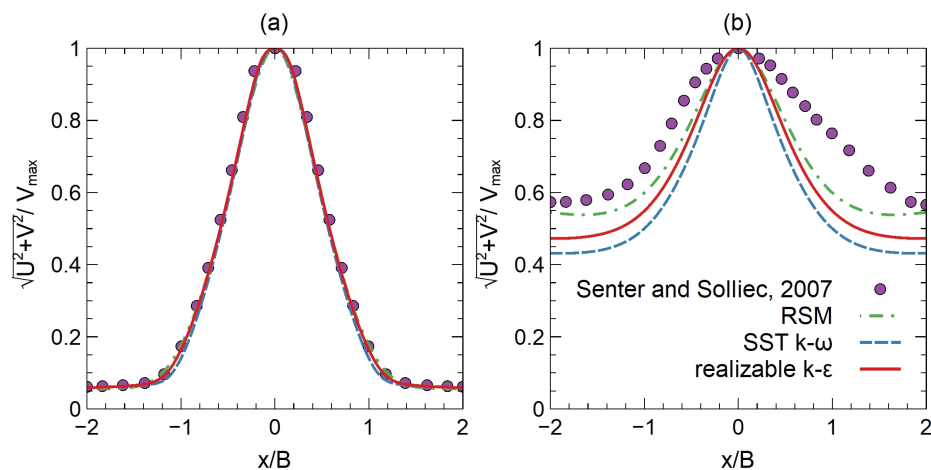 (a)
(b)
1
0.8
0.6
0.4
0.2
0
−2
−1
0
1
2
x/B
√U²+V²/ Vmax
1
0.8
0.6
0.4
0.2
0
−2
−1
0
1
2
x/B
√U²+V²/ Vmax
Senter and Solliec, 2007
RSM
SST k-ω
realizable k-ε